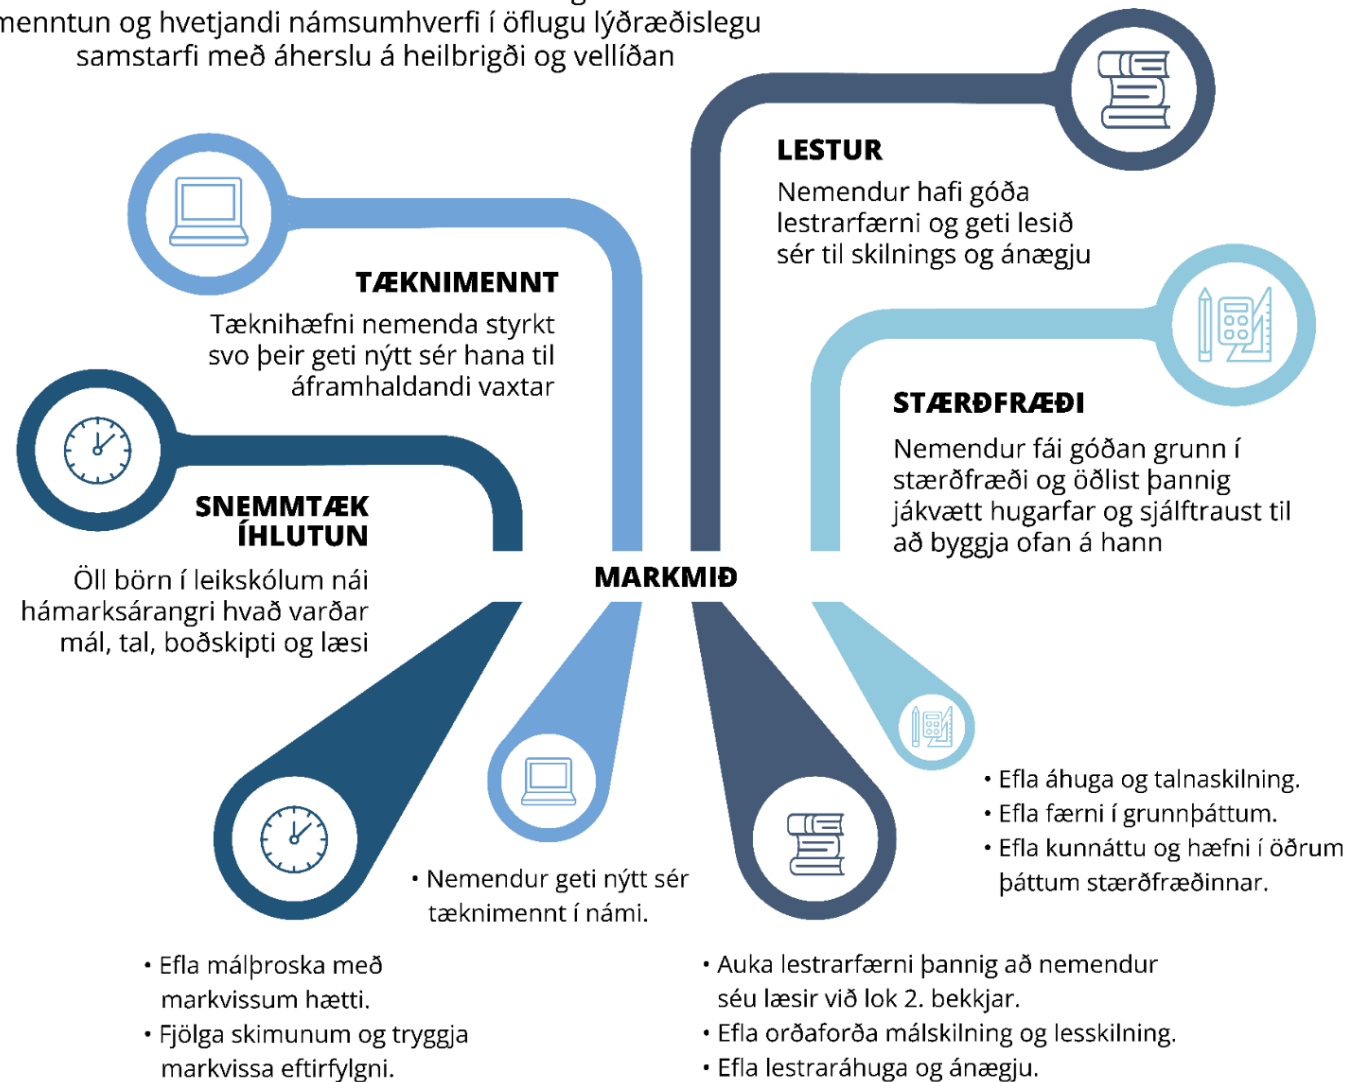 menntun og hvetjandi námsumhverfi í öflugu lýðræðislegu
samstarfi með áherslu á heilbrigði og vellíðan
LESTUR
Nemendur hafi góða
lestrarfærni og geti lesið
sér til skilnings og ánægju
TÆKNIMENNT
Tæknihæfni nemenda styrkt
svo þeir geti nýtt sér hana til
áframhaldandi vaxtar
STÆRÐFRÆÐI
Nemendur fái góðan grunn í
stærðfræði og öðlist þannig
jákvætt hugarfar og sjálftraust til
að byggja ofan á hann
SNEMMTÆK
ÍHLUTUN
Öll börn í leikskólum nái
hámarksárangri hvað varðar
mál, tal, boðskipti og læsi
MARKMIÐ
• Efla áhuga og talnaskilning.
• Efla færni í grunnþáttum.
• Efla kunnáttu og hæfni í öðrum
þáttum stærðfræðinnar.
• Nemendur geti nýtt sér
tæknimennt í námi.
• Efla málþroska með
markvissum hætti.
• Fjölga skimunum og tryggja
markvissa eftirfylgni.
• Auka lestrarfærni þannig að nemendur
séu læsir við lok 2. bekkjar.
• Efla orðaforða málskilning og lesskilning.
• Efla lestraráhuga og ánægju.